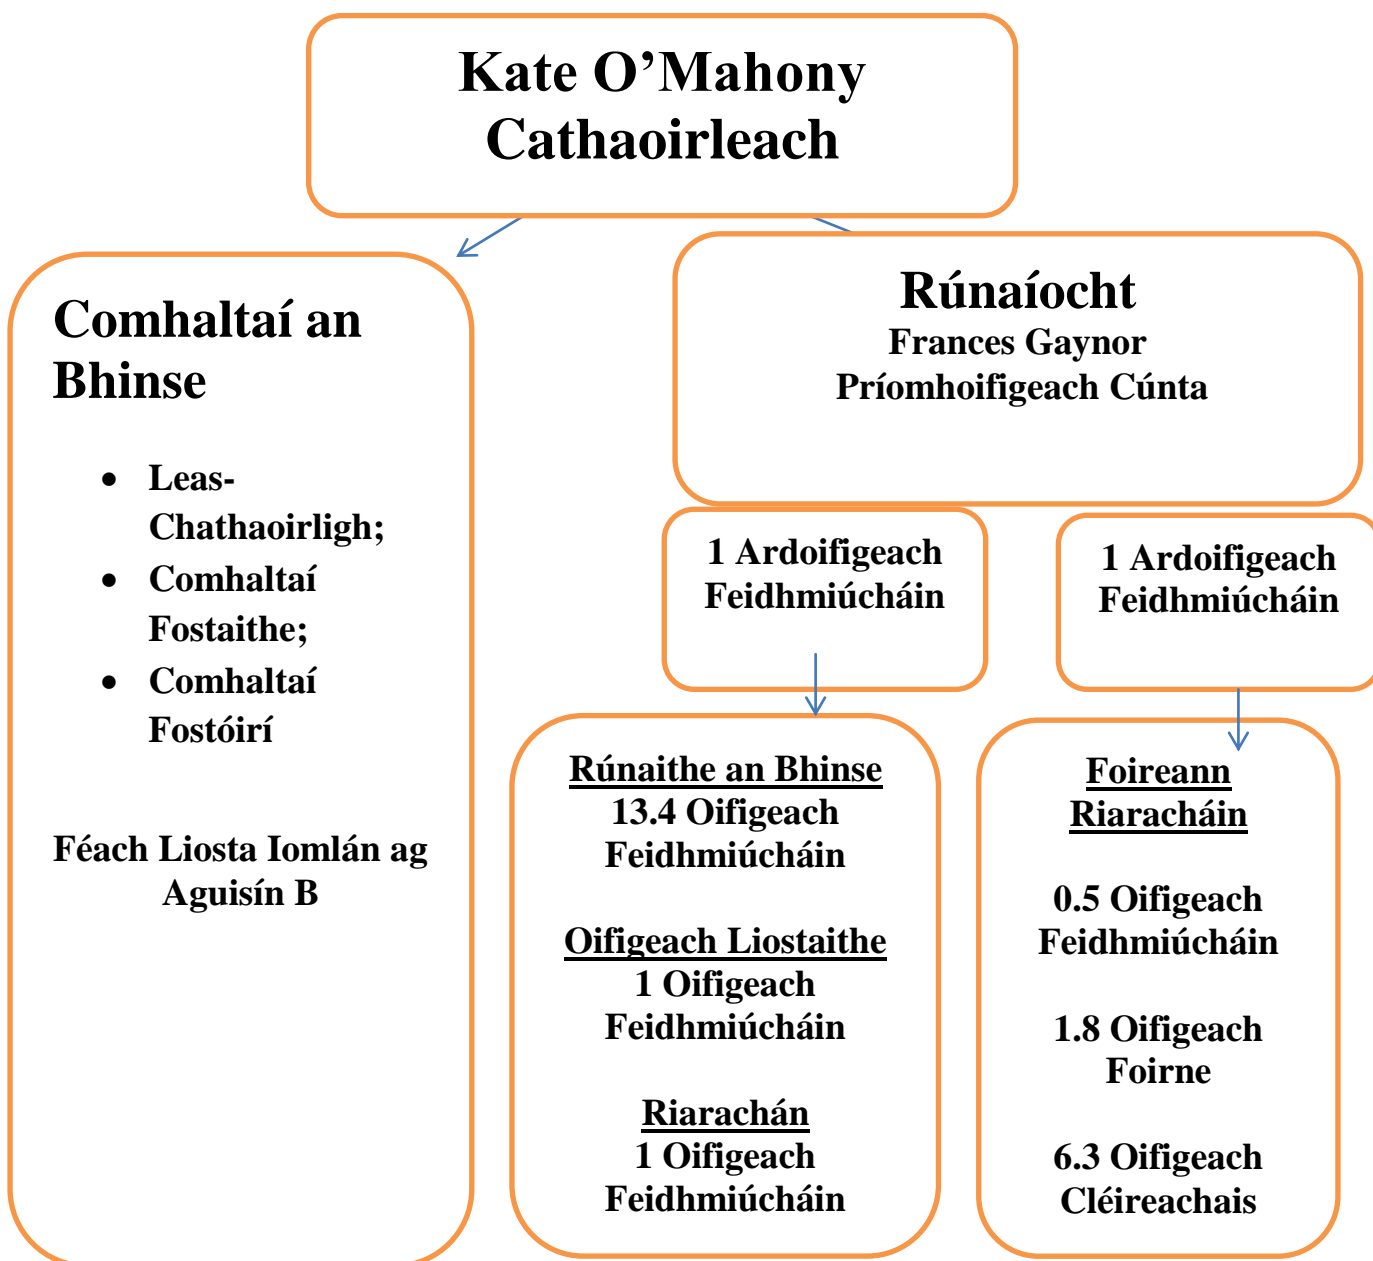 Kate O’Mahony
Cathaoirleach
Comhaltaí an
Bhinse
• Leas-
Chathaoirligh;
• Comhaltaí
Fostaithe;
• Comhaltaí
Fostóirí
Féach Liosta Iomlán ag
Aguisín B
Rúnaíocht
Frances Gaynor
Príomhoifigeach Cúnta
1 Ardoifigeach
Feidhmiúcháin
1 Ardoifigeach
Feidhmiúcháin
Rúnaithe an Bhinse
13.4 Oifigeach
Feidhmiúcháin
Oifigeach Liostaithe
1 Oifigeach
Feidhmiúcháin
Riarachán
1 Oifigeach
Feidhmiúcháin
Foireann
Riaracháin
0.5 Oifigeach
Feidhmiúcháin
1.8 Oifigeach
Foirne
6.3 Oifigeach
Cléireachais